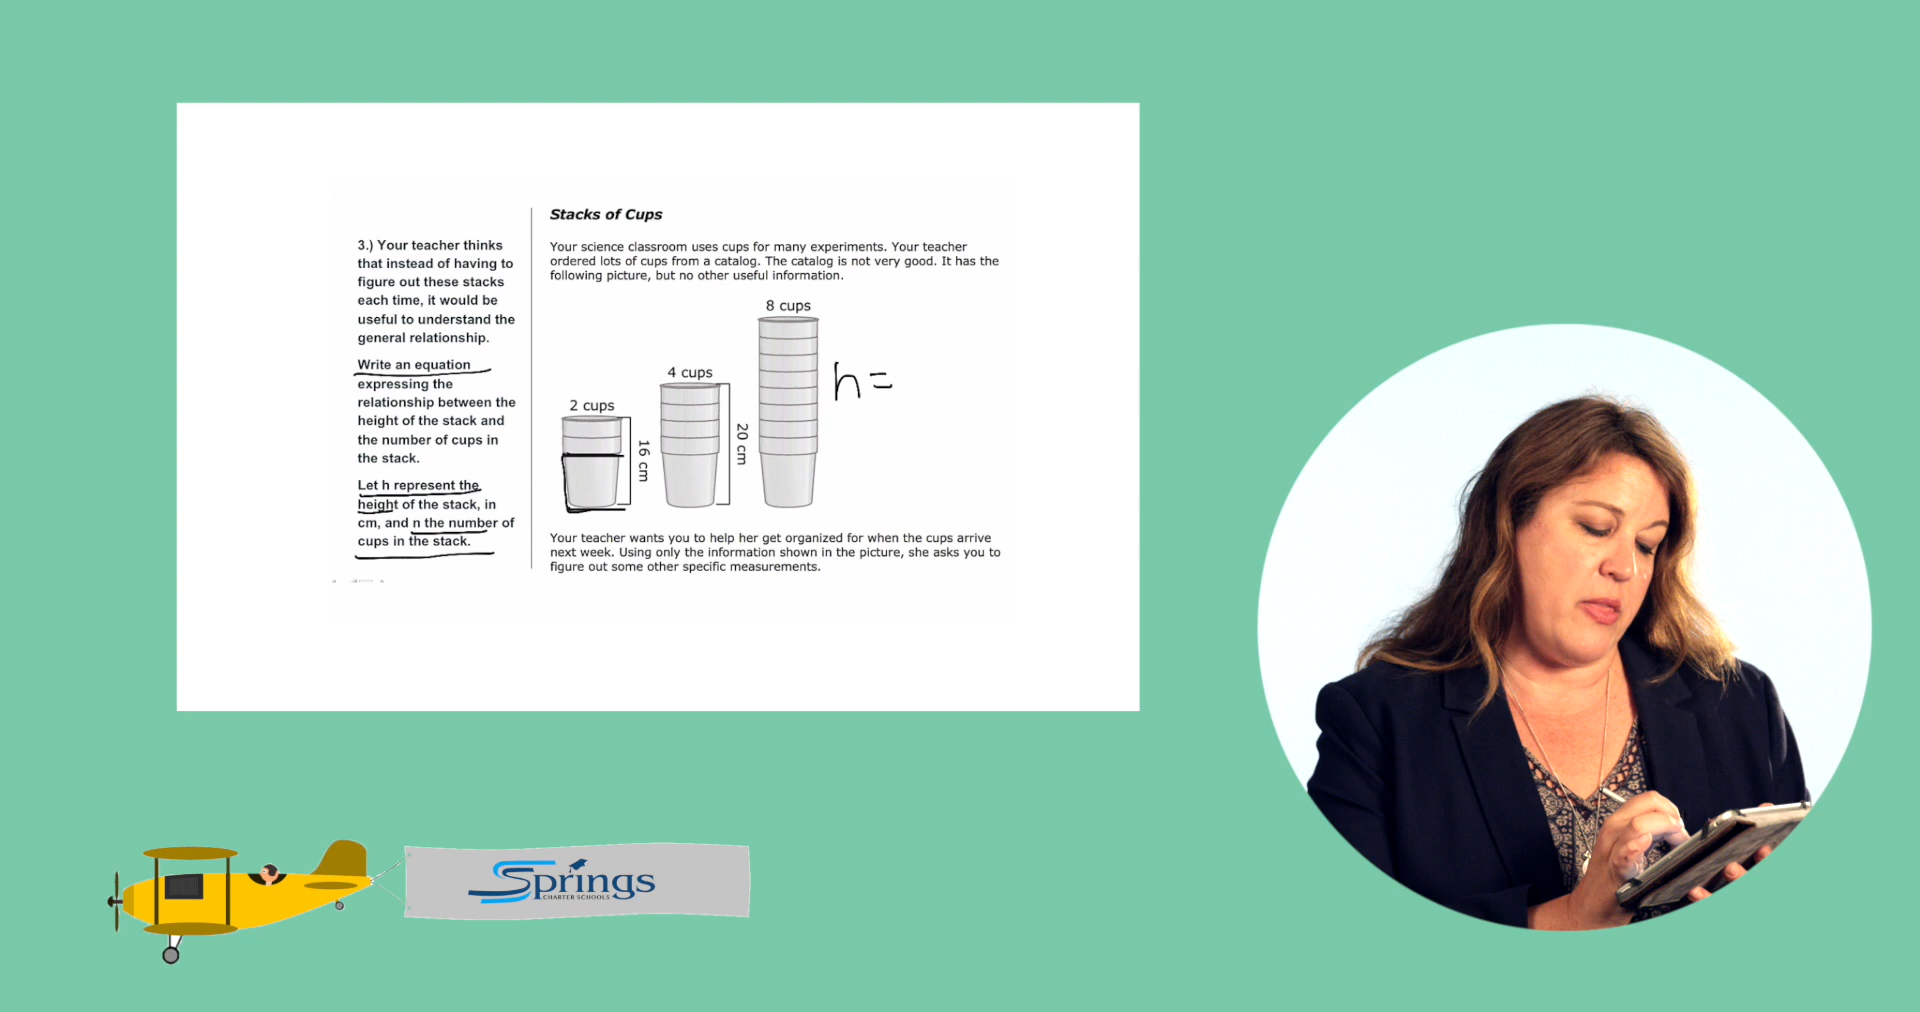 Stacks of Cups
3.) Your teacher thinks
that instead of having to
figure out these stacks
each time, it would be
useful to understand the
general relationship.
Write an equation
expressing the
relationship between the
height of the stack and
the number of cups in
the stack.
Let h represent the
height of the stack, in
cm, and n the number of
cups in the stack.
Your science classroom uses cups for many experiments. Your teacher
ordered lots of cups from a catalog. The catalog is not very good. It has the
following picture, but no other useful information.
8 cups
4 cups
2 cups
16 cm
20 cm
h=
Your teacher wants you to help her get organized for when the cups arrive
next week. Using only the information shown in the picture, she asks you to
figure out some other specific measurements.
Springs
CHARTER SCHOOLS